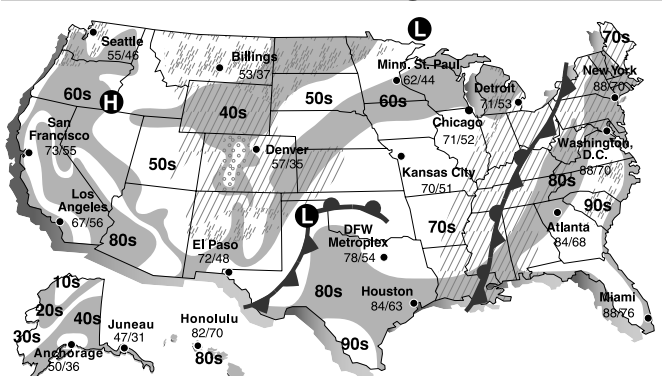 L
70s
Seattle
55/46
Billings
53/37
Minn. St. Paul
62/44
Detroit
71/53
New York
88/70
60s
H
40s
50s
60s
Chicago
71/52
San
Francisco
73/55
Washington,
D.C.
88/70
Denver
57/35
50s
Kansas City
70/51
80s
90s
Los
Angeles
67/56
L
70s
Atlanta
84/68
80s
El Paso
72/48
DFW
Metroplex
78/54
80s
Houston
84/63
Miami
88/76
90s
10s
20s
40s
30s
Anchorage
50/36
Juneau
47/31
Honolulu
82/70
80s